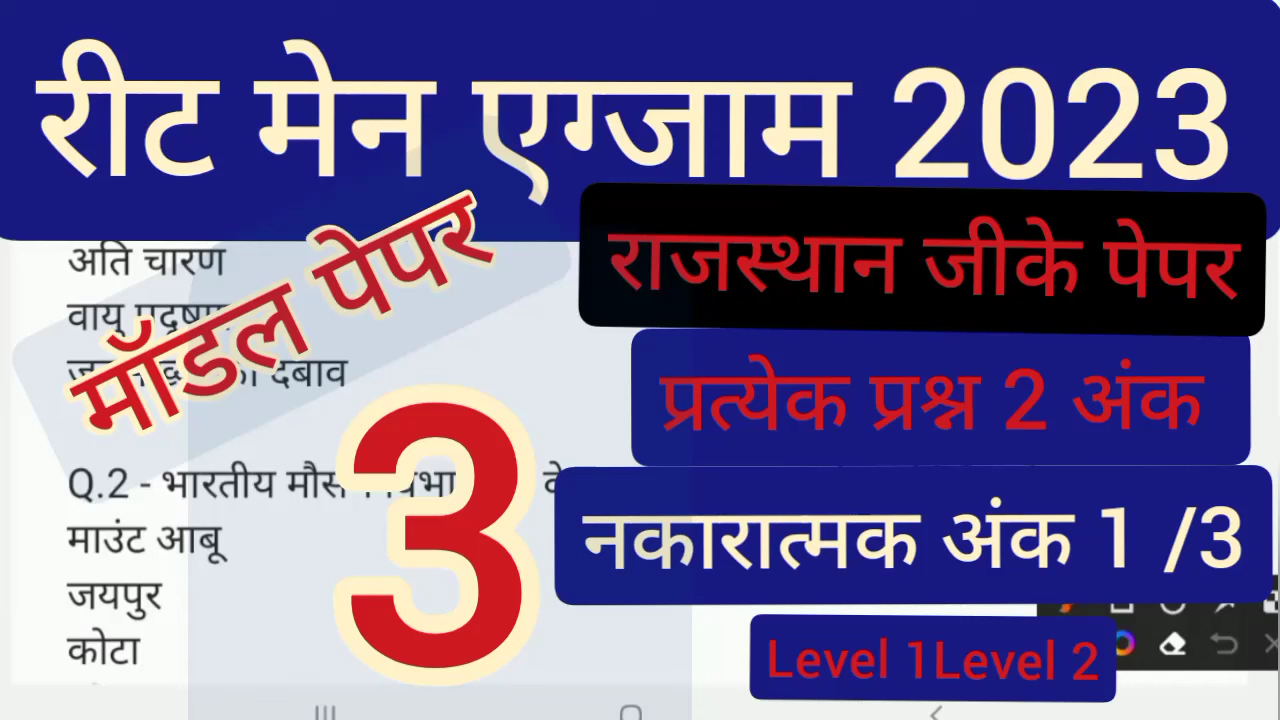 रीट मेन एग्जाम 2023
राजस्थान जीके पेपर
मॉडल पेपर
3
प्रत्येक प्रश्न 2 अंक
नकारात्मक अंक 1 /3
Level 1Level 2
अति चारण
वायु
दबाव
Q.2 - भारतीय
माउंट आबू
जयपुर
कोटा